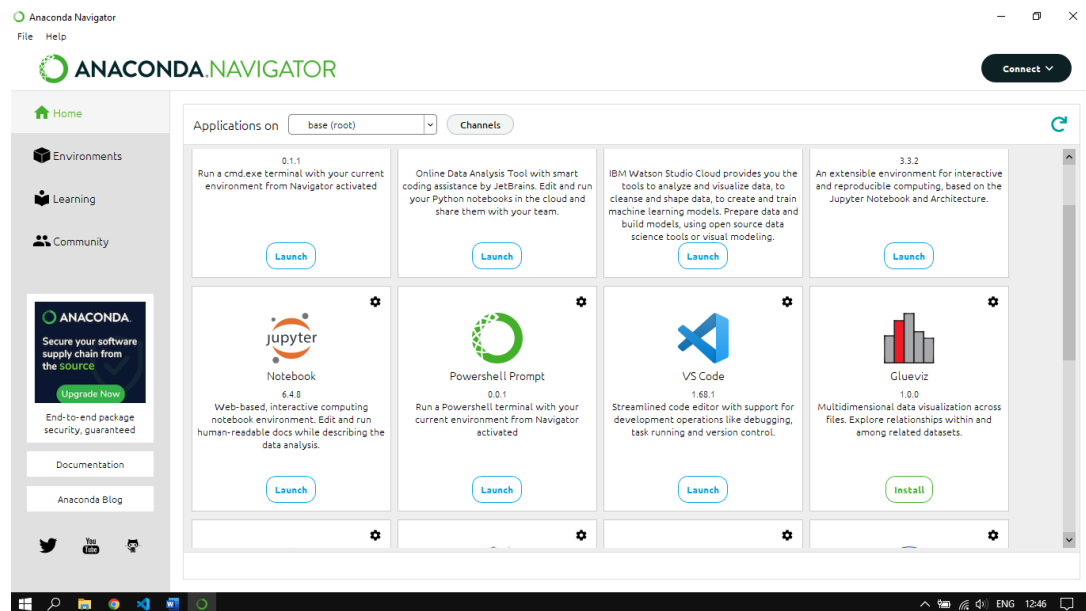 Anaconda Navigator
File Help
ANACONDA.NAVIGATOR
Connect
Home
Environments
Learning
Community
ANACONDA.
Secure your software
supply chain from
the source
Upgrade Now
End-to-end package
security, guaranteed
Documentation
Anaconda Blog
You
Tube
Applications on base (root) Channels
0.1.1
Run a cmd.exe terminal with your current
environment from Navigator activated
Launch
Online Data Analysis Tool with smart
coding assistance by JetBrains. Edit and run
your Python notebooks in the cloud and
share them with your team.
Launch
IBM Watson Studio Cloud provides you the
tools to analyze and visualize data, to
cleanse and shape data, to create and train
machine learning models. Prepare data and
build models, using open source data
science tools or visual modeling.
Launch
3.3.2
An extensible environment for interactive
and reproducible computing, based on the
Jupyter Notebook and Architecture.
Launch
jupyter
Notebook
6.4.8
Web-based, interactive computing
notebook environment. Edit and run
human-readable docs while describing the
data analysis.
Launch
Powershell Prompt
0.0.1
Run a Powershell terminal with your
current environment from Navigator
activated
Launch
VS Code
1.68.1
Streamlined code editor with support for
development operations like debugging,
task running and version control.
Launch
Glueviz
1.0.0
Multidimensional data visualization across
files. Explore relationships within and
among related datasets.
Install
ENG 12:46